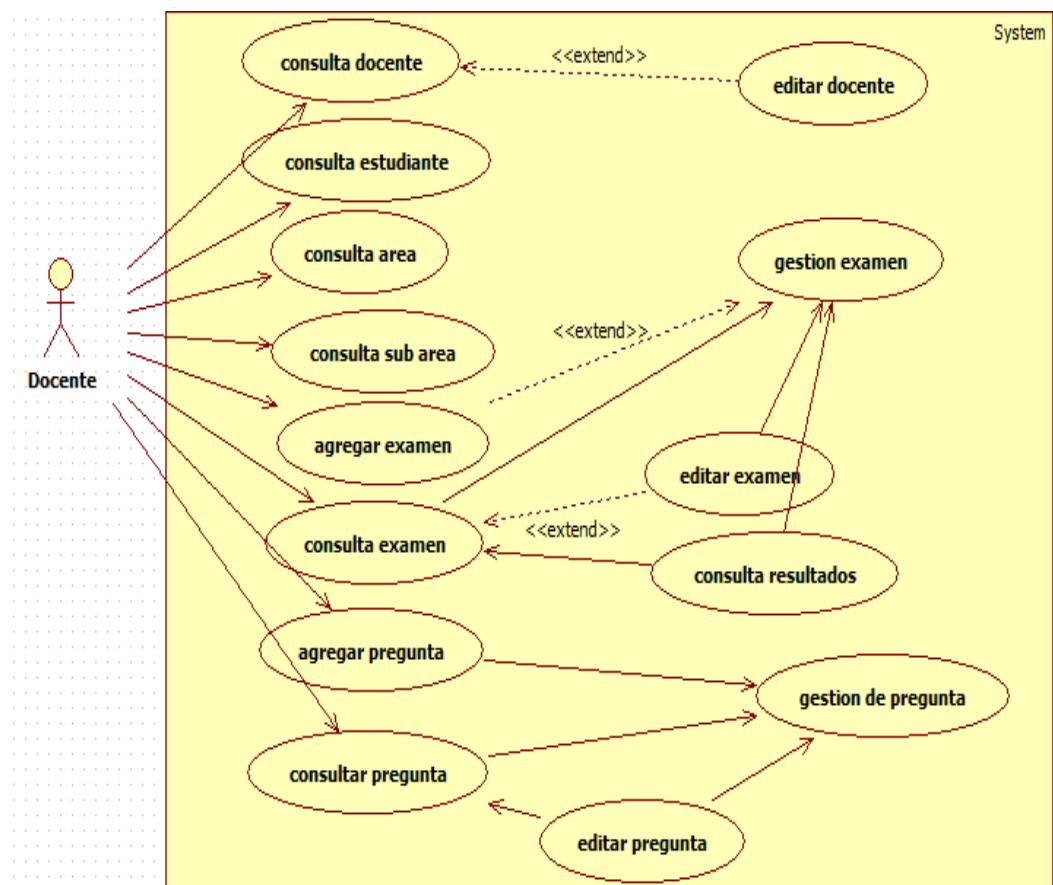 System
consulta docente
<<extend>>
editar docente
consulta estudiante
consulta area
gestion examen
Docente
consulta sub area
<<extend>>
agregar examen
editar examen
consulta examen
<<extend>>
consulta resultados
agregar pregunta
gestion de pregunta
consultar pregunta
editar pregunta